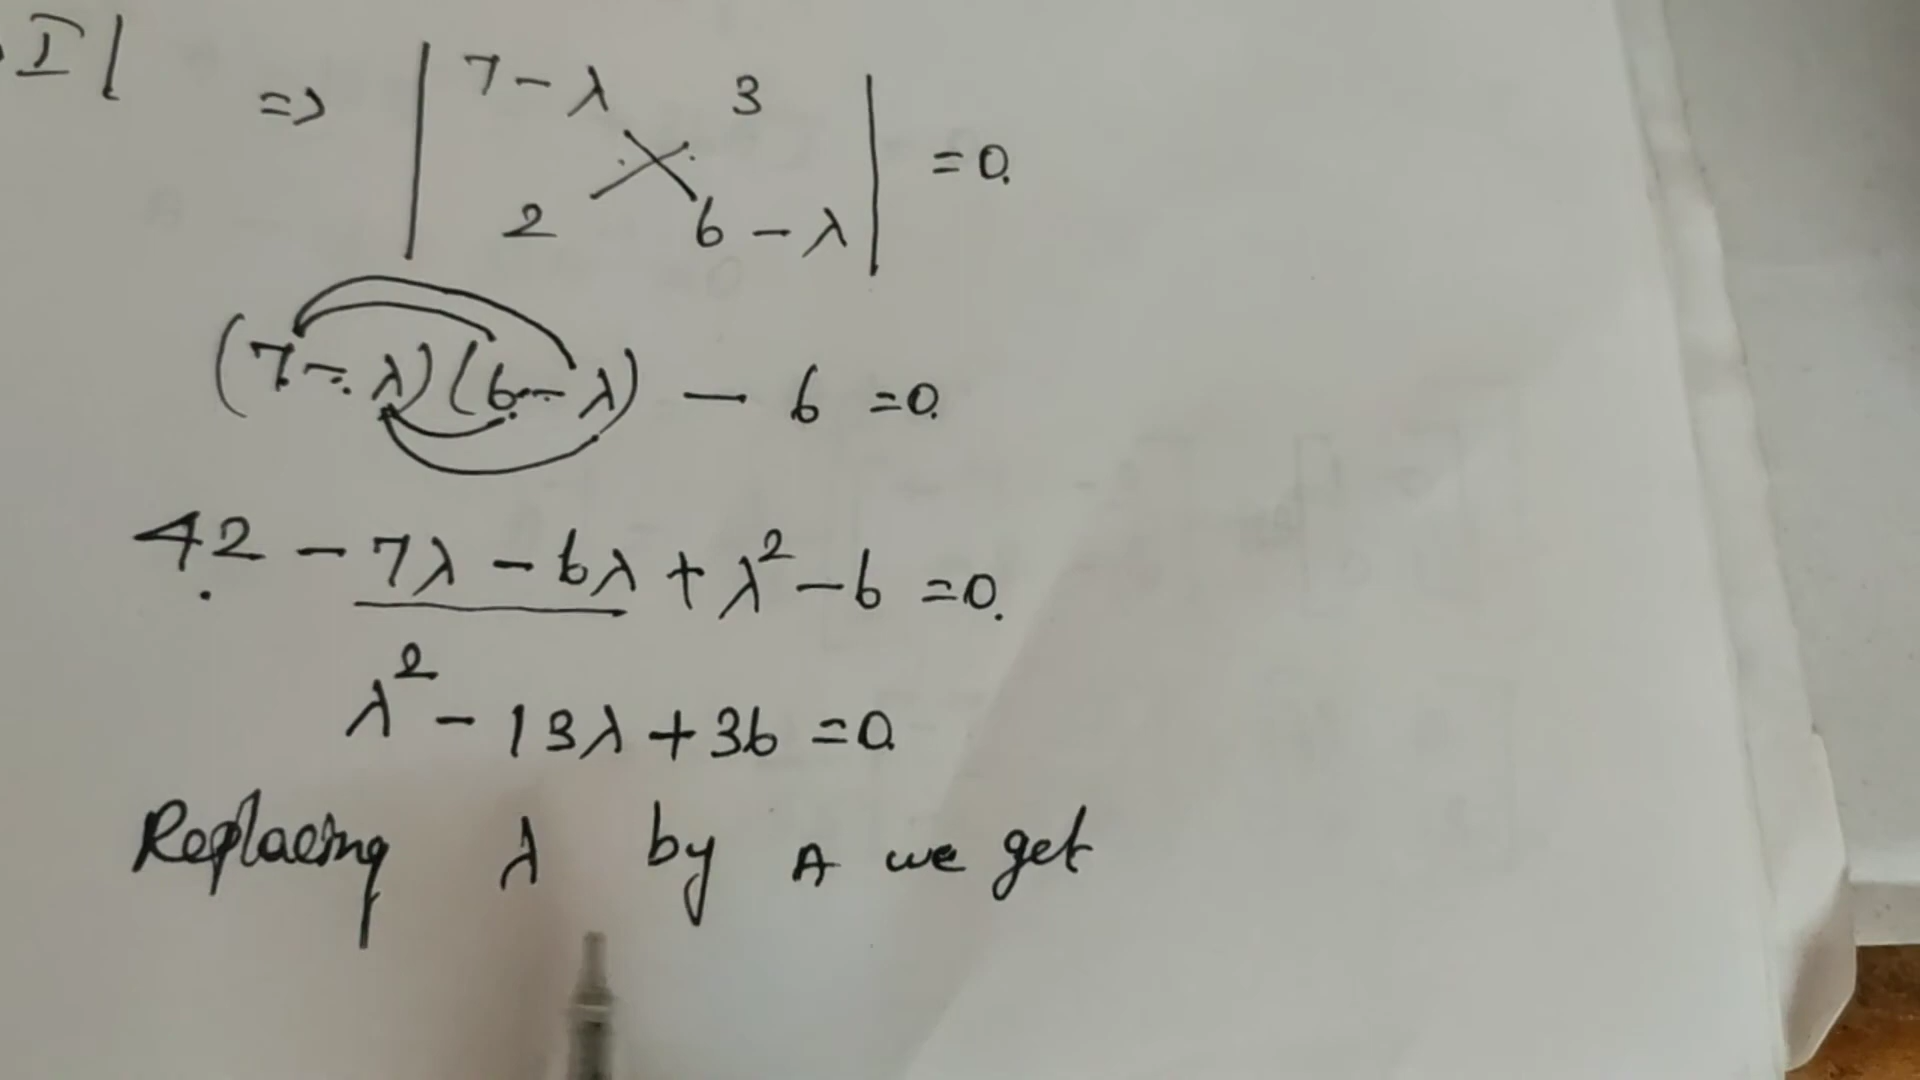 I|
=> | 7 - λ 3 | = 0.
| 2 6 - λ |
(7 - λ) (6 - λ) - 6 = 0.
42 - 7λ - 6λ + λ² - 6 = 0.
λ² - 13λ + 36 = 0
Replacing λ by A we get